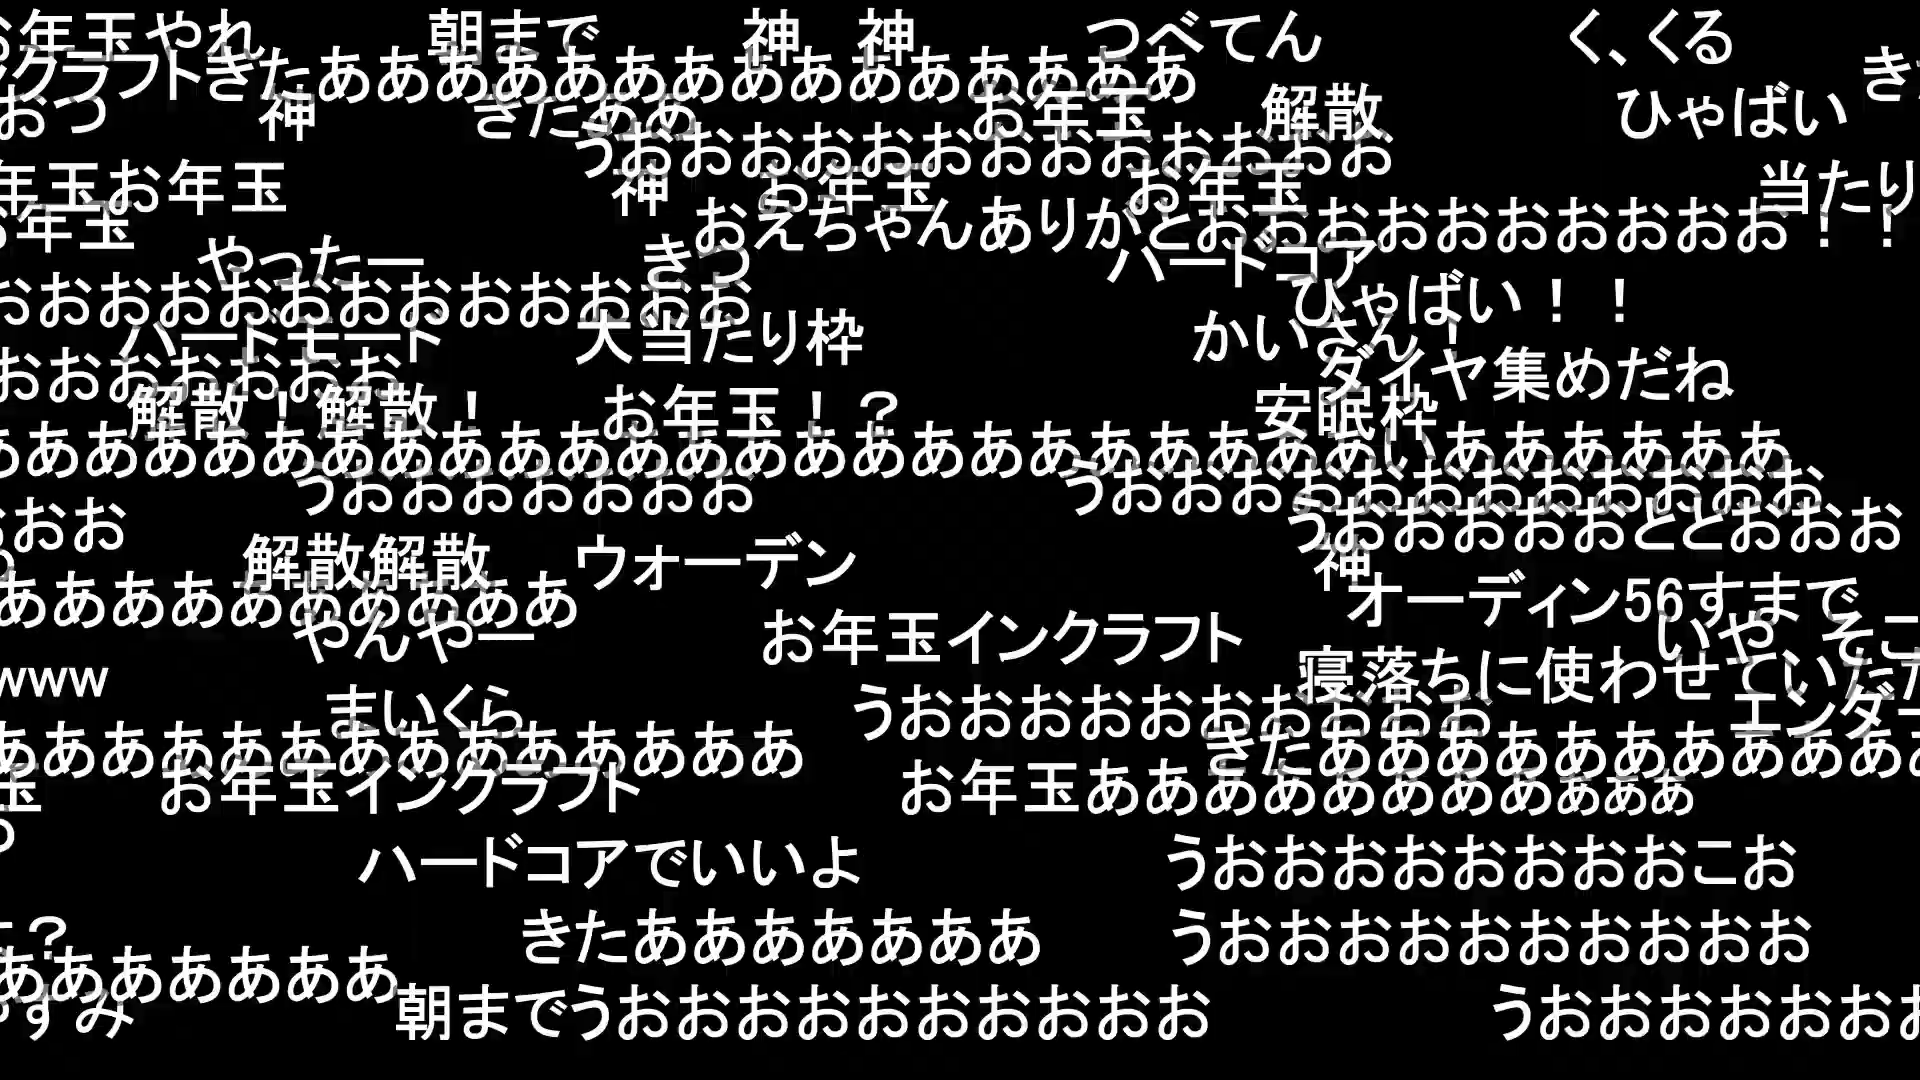 お年玉やれ
朝まで
神
神
つべてん
く、くる
クラフトきたあああああああああああああああ
き
おつ
神
きたああ
お年玉
解散
ひゃばい
うおおおおおおおおおおおおお
年玉お年玉
神
お年玉
お年玉
当たり
お年玉
おえちゃんありがとおおおおおおおおおお！！
やったー
きつ
ハードコア
おおおおおおおおおおおおお
ひゃばい！！
ハードモード
大当たり枠
かいさん！
おおおおおおお
ダイヤ集めだね
解散！解散！
お年玉！？
安眠枠
ああああああああああああああああああああああああいああああああ
うおおおおおおお
うおおおおおおおおおおおお
おお
うおおおおおととおおお
解散解散
ウォーデン
神
ああああああああああ
オーディン56すまで
やんやー
お年玉インクラフト
いや、そこ
www
寝落ちに使わせていただ
まいくら
うおおおおおおおおおお
エンダー
ああああああああああああああ
きたああああああああああ
玉
お年玉インクラフト
お年玉ああああああああぁぁあ
ハードコアでいいよ
うおおおおおおおおこお
？
きたあああああああ
うおおおおおおおおおお
あああああああ
やすみ
朝まで
うおおおおおおおおおお
うおおおおおおお